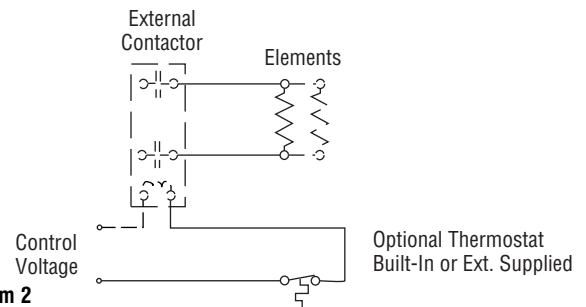 External
Contactor
Elements
Control
Voltage
Optional Thermostat
Built-In or Ext. Supplied
m 2